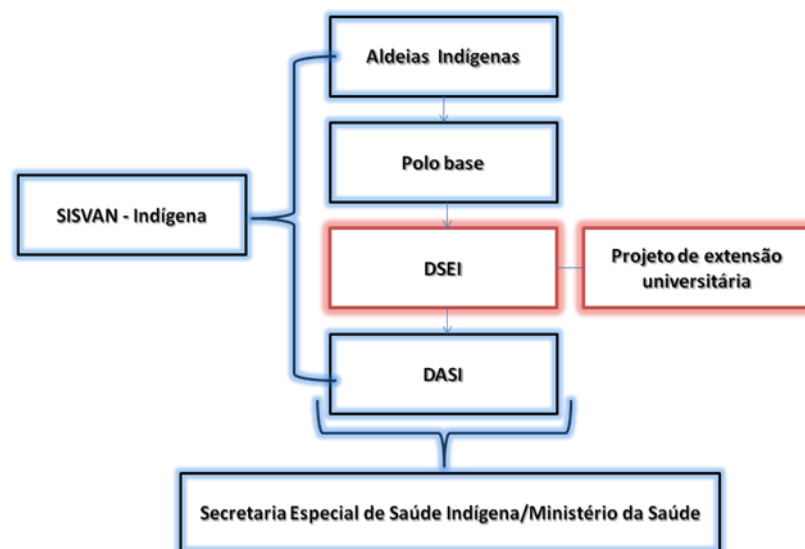 Aldeias Indígenas
Polo base
SISVAN - Indígena
DSEI
Projeto de extensão
universitária
DASI
Secretaria Especial de Saúde Indígena/Ministério da Saúde